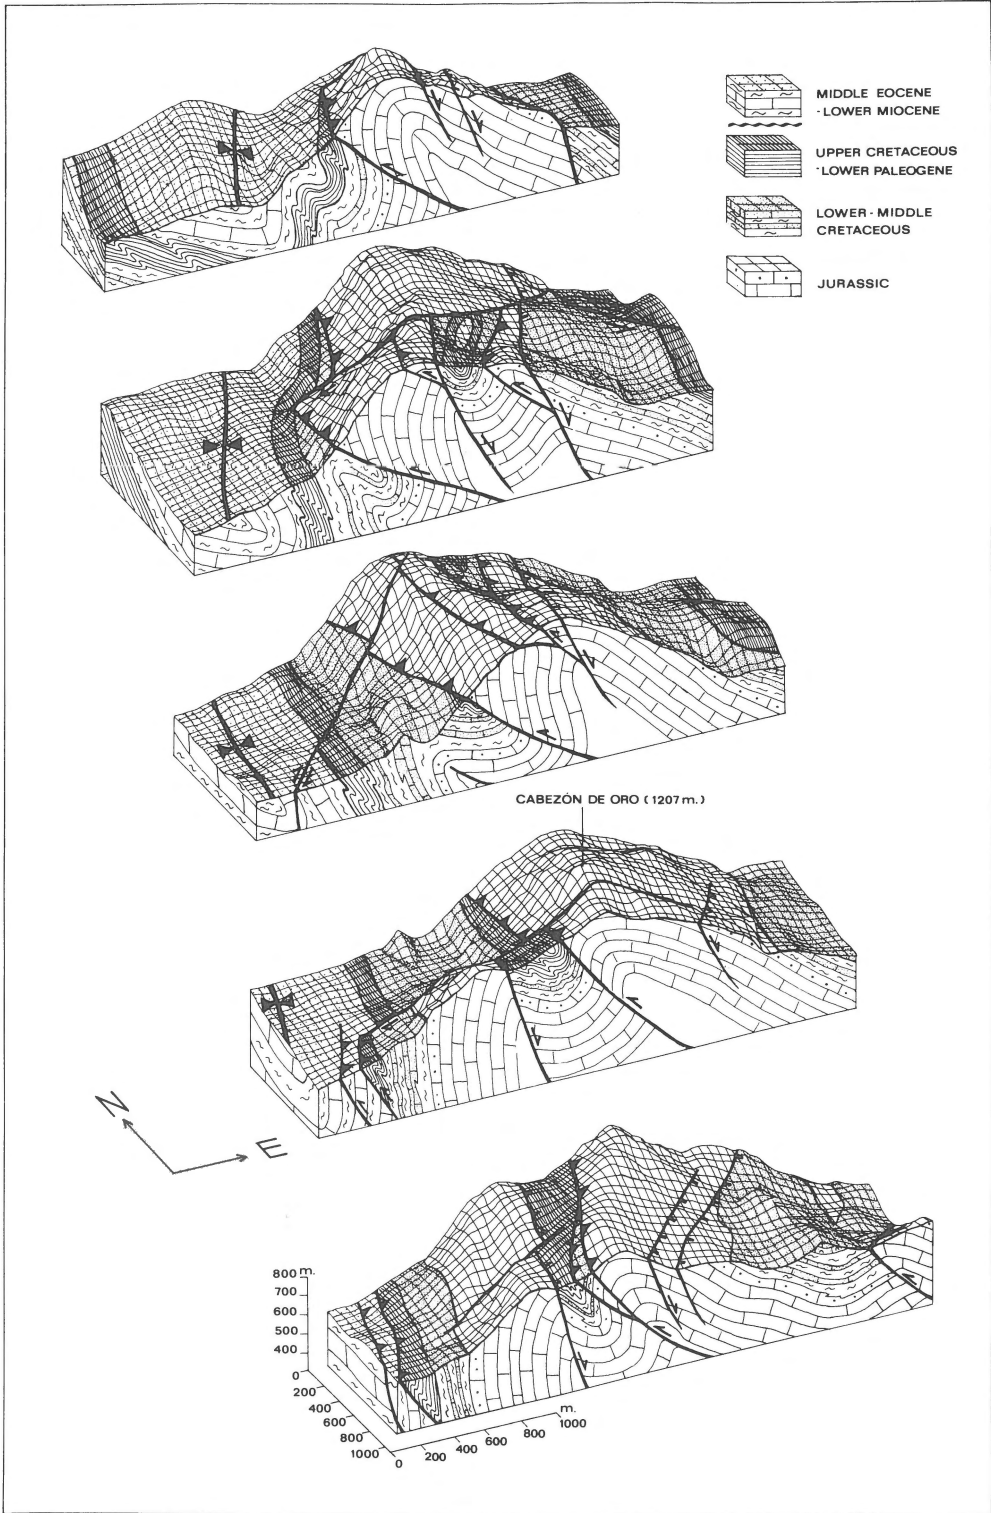 MIDDLE EOCENE
- LOWER MIOCENE
UPPER CRETACEOUS
- LOWER PALEOGENE
LOWER - MIDDLE
CRETACEOUS
JURASSIC
CABEZÓN DE ORO (1207 m.)
N
E
800 m.
700
600
500
400
0
200
400
600
800
1000
0
200
400
600
800
1000
m.